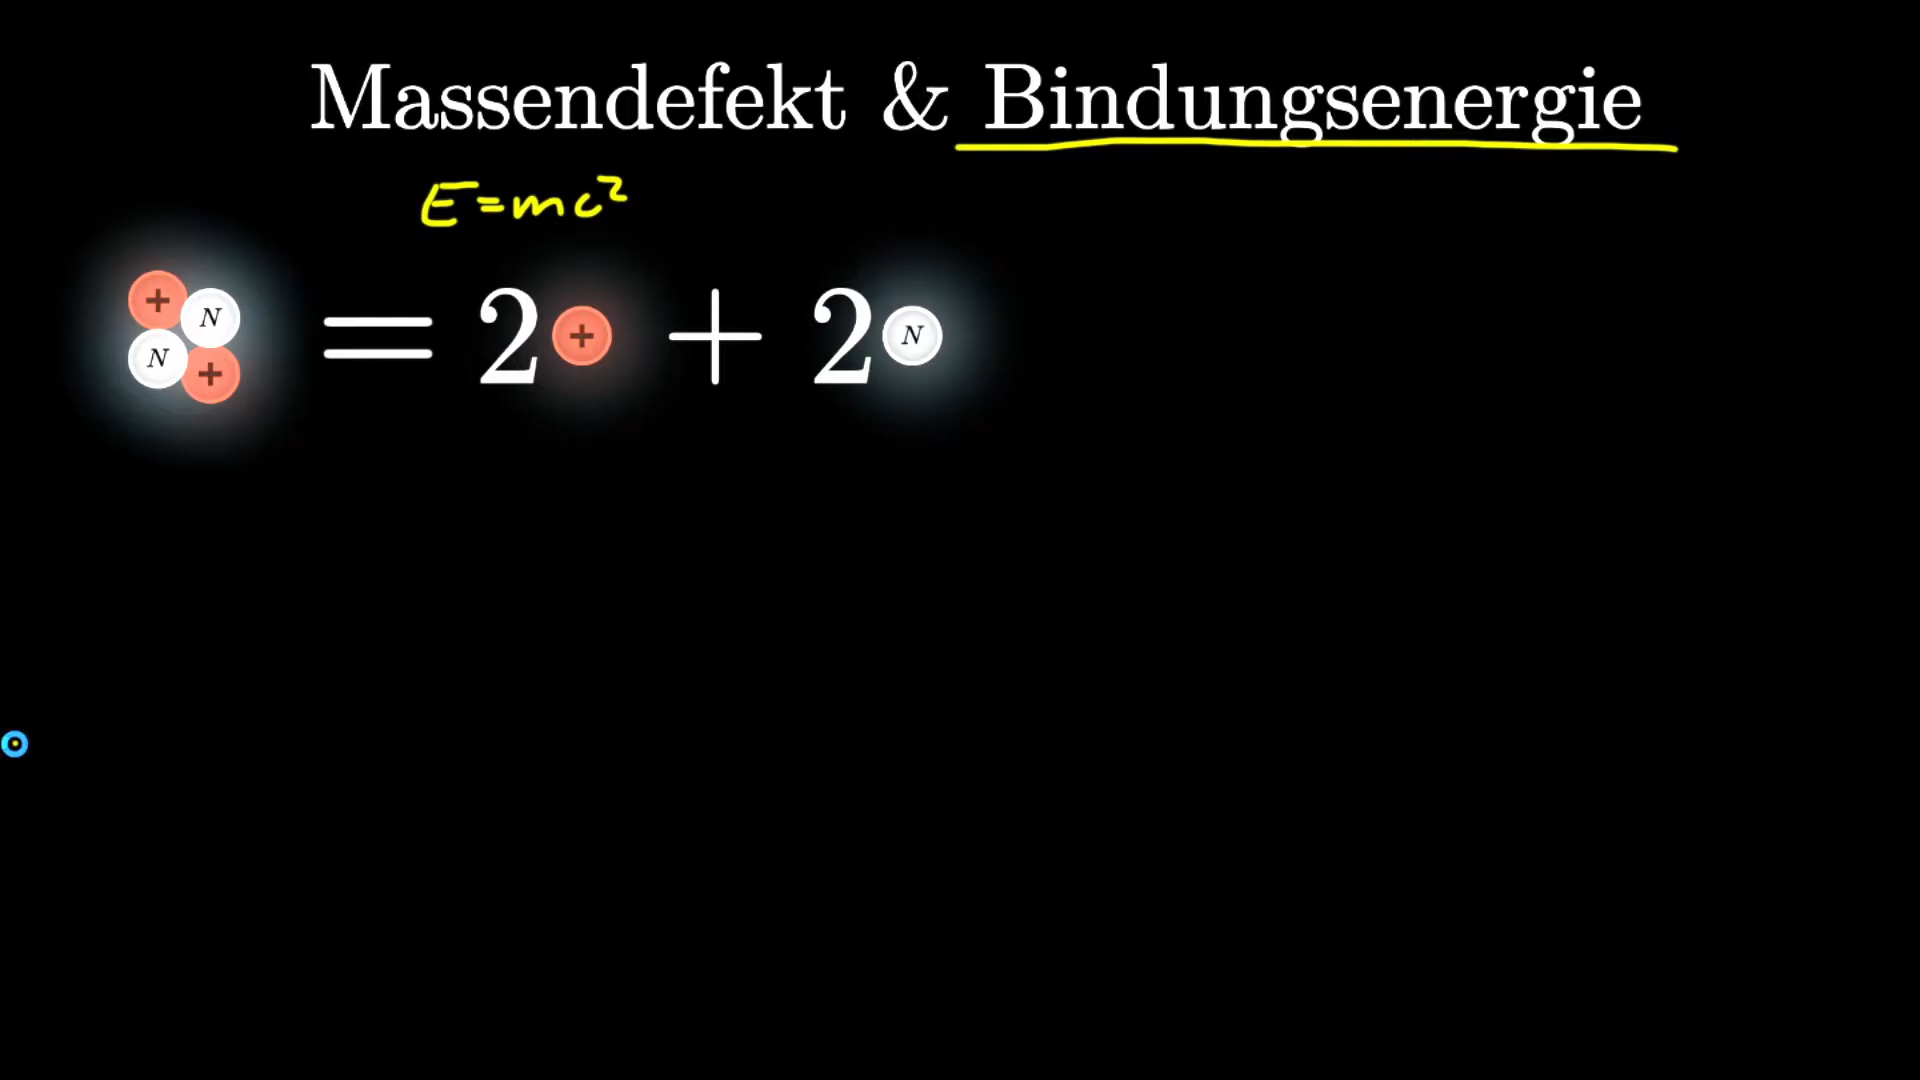 Massendefekt & Bindungsenergie
E=mc²
+ N N + = 2 + + 2 N